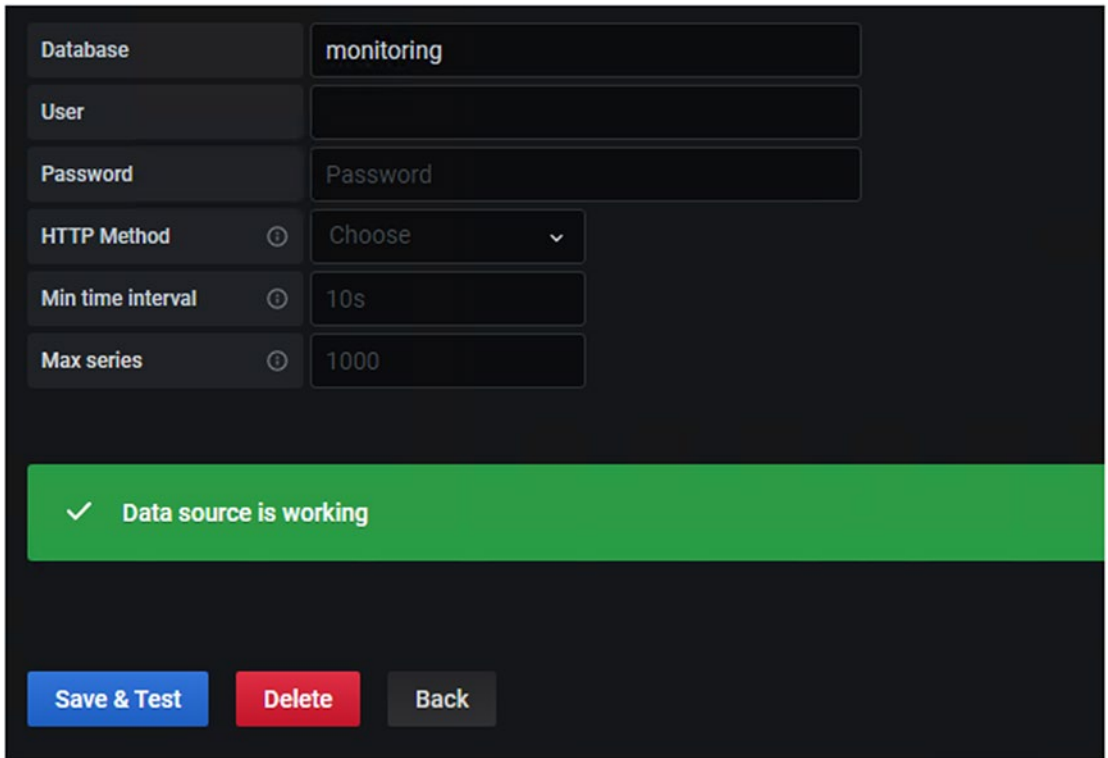 Database monitoring
User
Password Password
HTTP Method Choose
Min time interval 10s
Max series 1000
Data source is working
Save & Test Delete Back